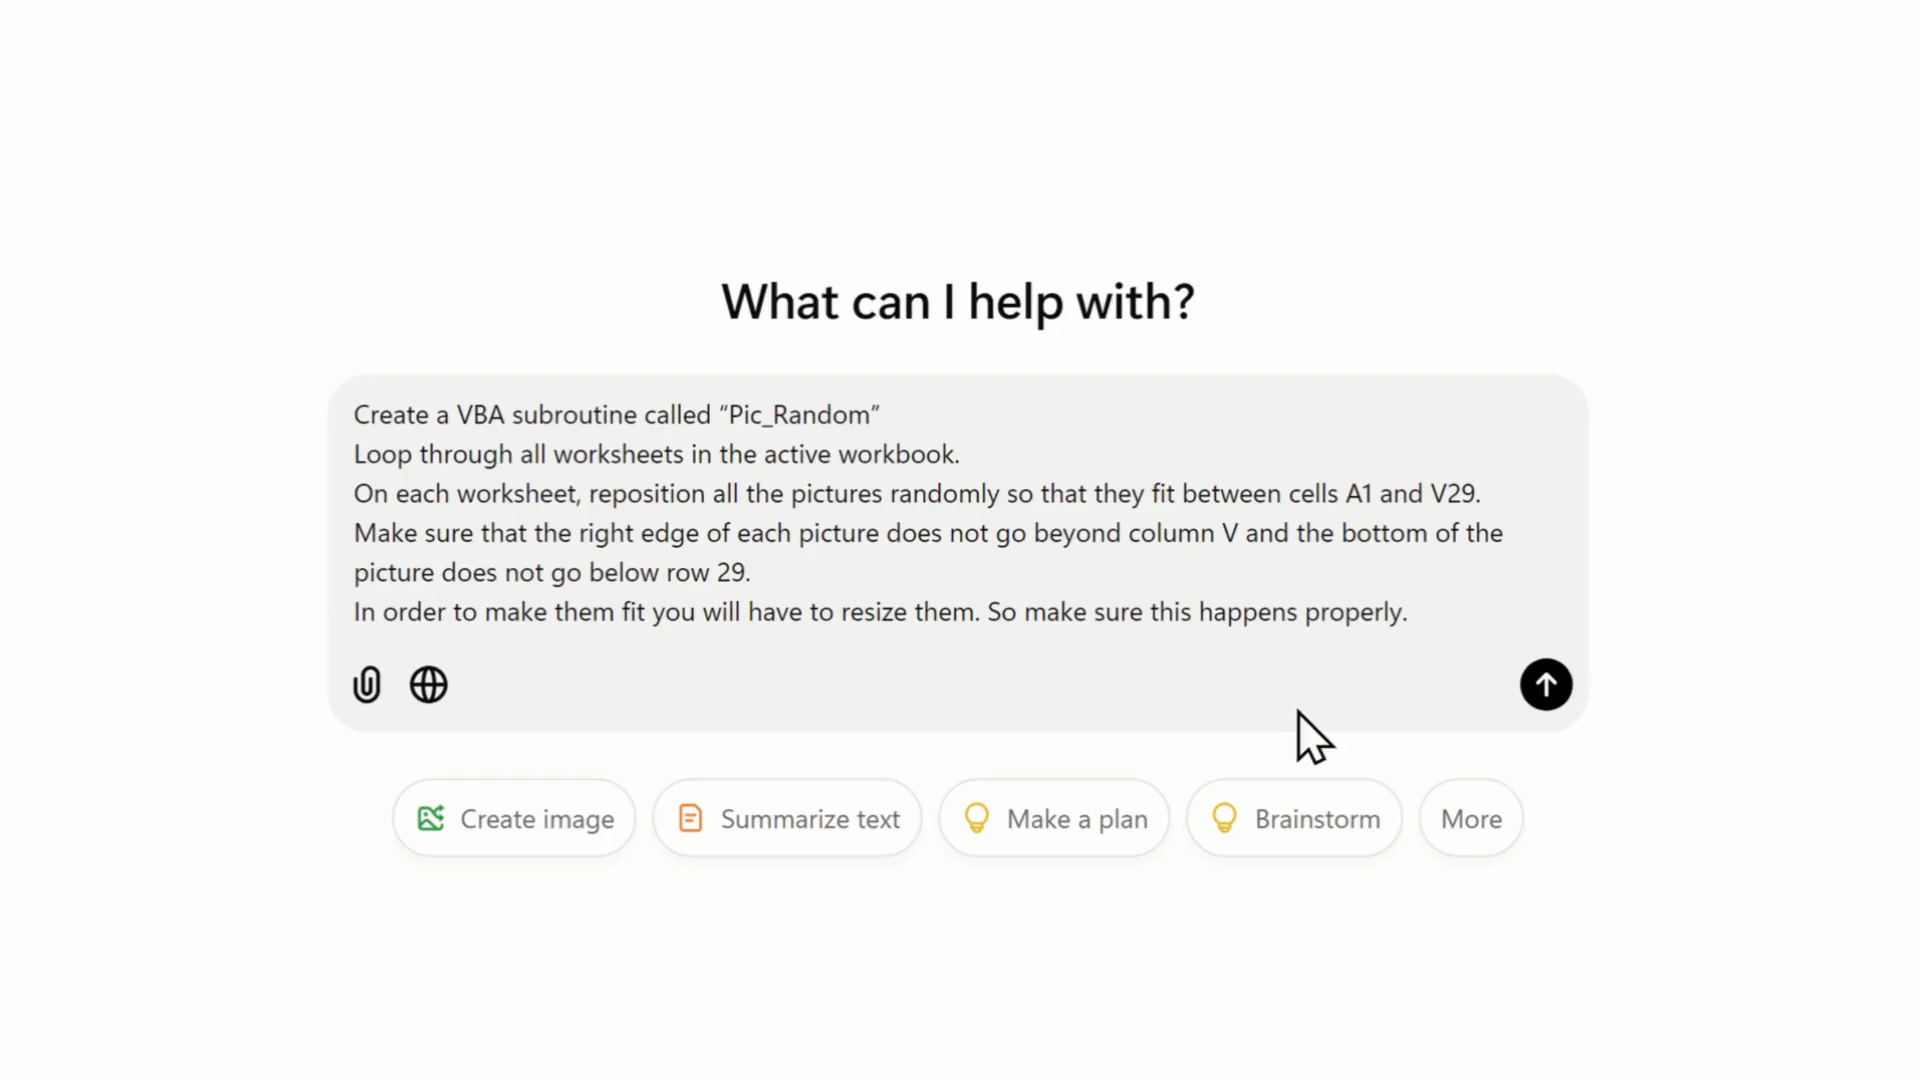 What can I help with?
Create a VBA subroutine called “Pic_Random”
Loop through all worksheets in the active workbook.
On each worksheet, reposition all the pictures randomly so that they fit between cells A1 and V29.
Make sure that the right edge of each picture does not go beyond column V and the bottom of the
picture does not go below row 29.
In order to make them fit you will have to resize them. So make sure this happens properly.
Create image
Summarize text
Make a plan
Brainstorm
More